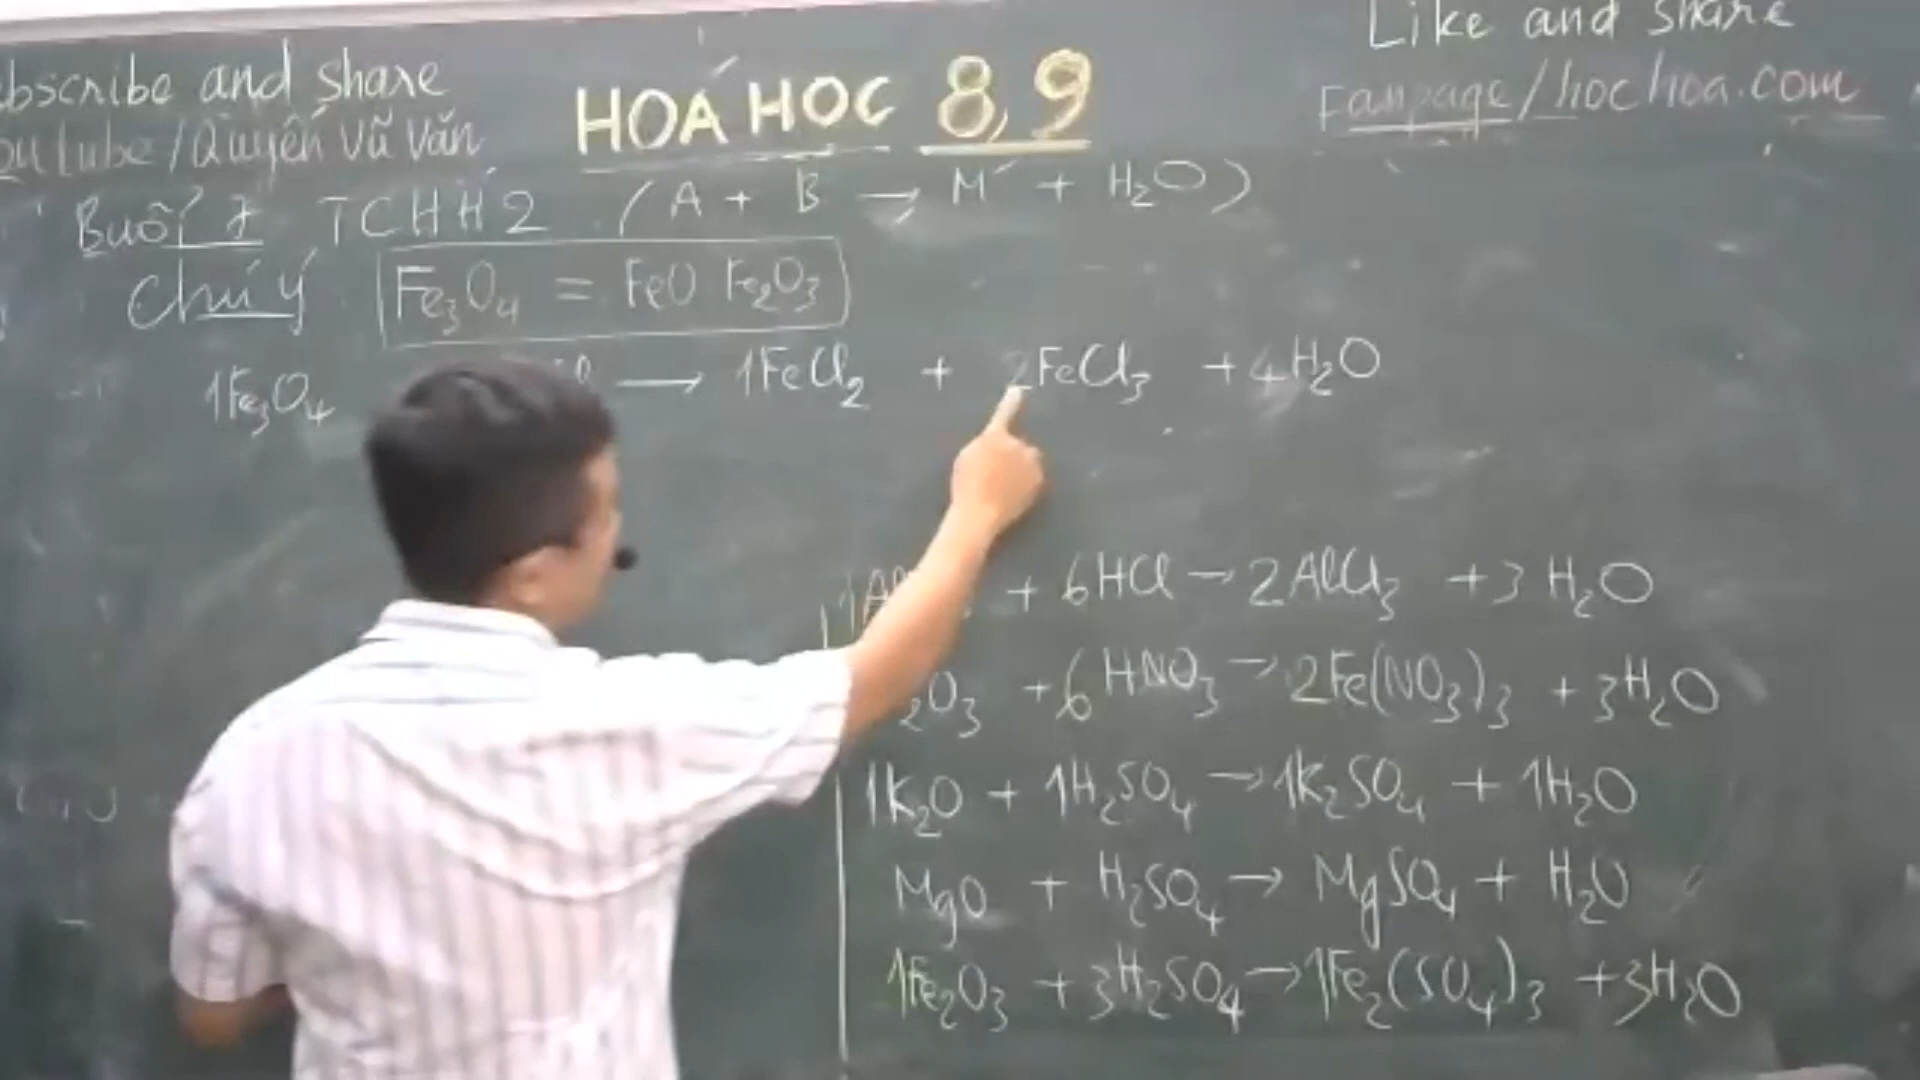 bscribe and share
ouTube/Quyến Vũ Văn
HOÁ HỌC 8,9
Like and share
Fanpage/hochoa.com
Buổi 7 TCHH 2 (A + B → M + H₂O)
Chú ý Fe₃O₄ = FeO Fe₂O₃
1Fe₃O₄ → 1FeCl₂ + 2FeCl₃ + 4H₂O
+ 6HCl → 2AlCl₃ + 3H₂O
₂O₃ + 6HNO₃ → 2Fe(NO₃)₃ + 3H₂O
1K₂O + 1H₂SO₄ → 1K₂SO₄ + 1H₂O
MgO + H₂SO₄ → MgSO₄ + H₂O
1Fe₂O₃ + 3H₂SO₄ → 1Fe₂(SO₄)₃ + 3H₂O